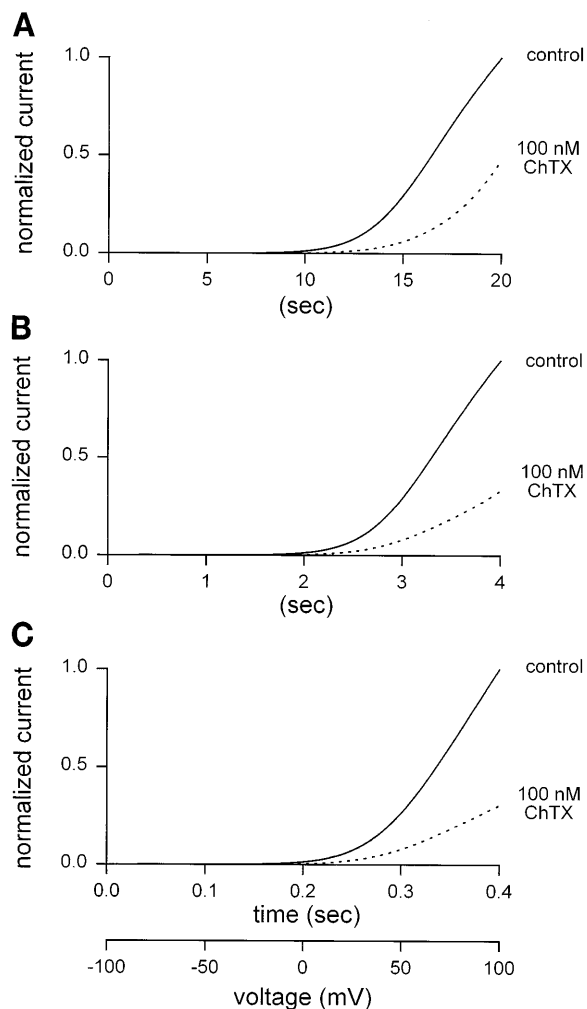 A
normalized current
1.0
0.5
0.0
control
100 nM
ChTX
0
5
10
15
20
(sec)
B
normalized current
1.0
0.5
0.0
control
100 nM
ChTX
0
1
2
3
4
(sec)
C
normalized current
1.0
0.5
0.0
control
100 nM
ChTX
0.0
0.1
0.2
0.3
0.4
time (sec)
-100
-50
0
50
100
voltage (mV)